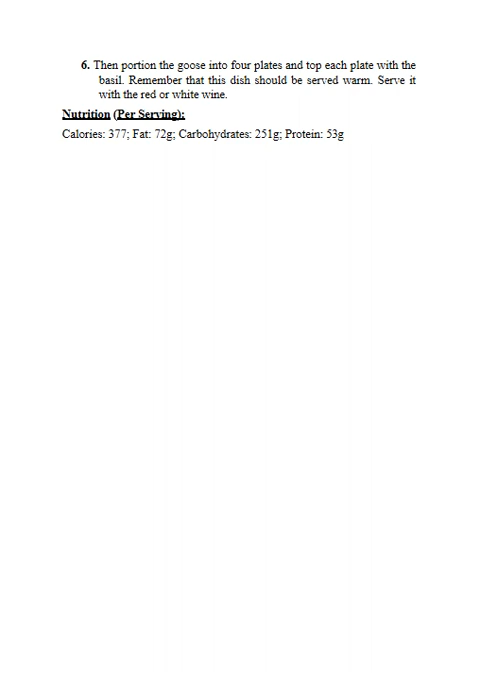 6. Then portion the goose into four plates and top each plate with the
basil. Remember that this dish should be served warm. Serve it
with the red or white wine.
Nutrition (Per Serving):
Calories: 377; Fat: 72g; Carbohydrates: 251g; Protein: 53g